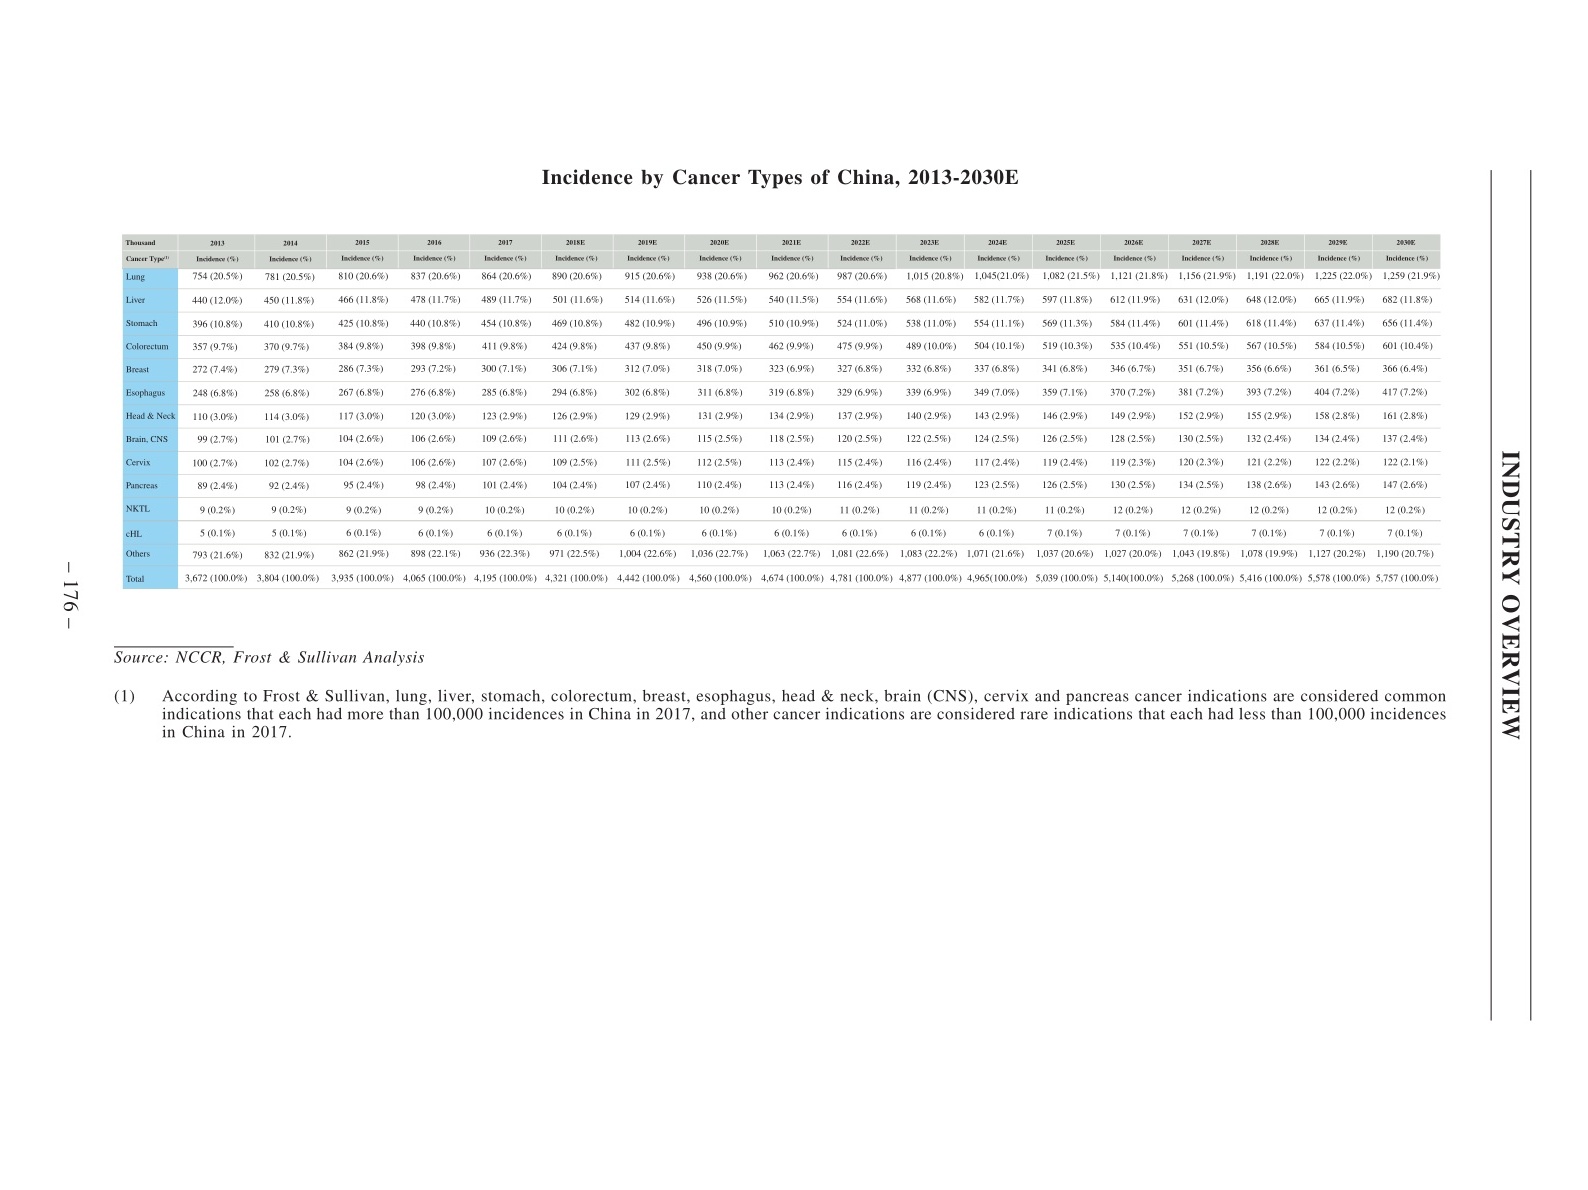 Incidence by Cancer Types of China, 2013-2030E
Thousand 2013 2014 2015 2016 2017 2018E 2019E 2020E 2021E 2022E 2023E 2024E 2025E 2026E 2027E 2028E 2029E 2030E
Cancer Type(1) Incidence (%) Incidence (%) Incidence (%) Incidence (%) Incidence (%) Incidence (%) Incidence (%) Incidence (%) Incidence (%) Incidence (%) Incidence (%) Incidence (%) Incidence (%) Incidence (%) Incidence (%) Incidence (%) Incidence (%) Incidence (%)
Lung 754 (20.5%) 781 (20.5%) 810 (20.6%) 837 (20.6%) 864 (20.6%) 890 (20.6%) 915 (20.6%) 938 (20.6%) 962 (20.6%) 987 (20.6%) 1,015 (20.8%) 1,045(21.0%) 1,082 (21.5%) 1,121 (21.8%) 1,156 (21.9%) 1,191 (22.0%) 1,225 (22.0%) 1,259 (21.9%)
Liver 440 (12.0%) 450 (11.8%) 466 (11.8%) 478 (11.7%) 489 (11.7%) 501 (11.6%) 514 (11.6%) 526 (11.5%) 540 (11.5%) 554 (11.6%) 568 (11.6%) 582 (11.7%) 597 (11.8%) 612 (11.9%) 631 (12.0%) 648 (12.0%) 665 (11.9%) 682 (11.8%)
Stomach 396 (10.8%) 410 (10.8%) 425 (10.8%) 440 (10.8%) 454 (10.8%) 469 (10.8%) 482 (10.9%) 496 (10.9%) 510 (10.9%) 524 (11.0%) 538 (11.0%) 554 (11.1%) 569 (11.3%) 584 (11.4%) 601 (11.4%) 618 (11.4%) 637 (11.4%) 656 (11.4%)
Colorectum 357 (9.7%) 370 (9.7%) 384 (9.8%) 398 (9.8%) 411 (9.8%) 424 (9.8%) 437 (9.8%) 450 (9.9%) 462 (9.9%) 475 (9.9%) 489 (10.0%) 504 (10.1%) 519 (10.3%) 535 (10.4%) 551 (10.5%) 567 (10.5%) 584 (10.5%) 601 (10.4%)
Breast 272 (7.4%) 279 (7.3%) 286 (7.3%) 293 (7.2%) 300 (7.1%) 306 (7.1%) 312 (7.0%) 318 (7.0%) 323 (6.9%) 327 (6.8%) 332 (6.8%) 337 (6.8%) 341 (6.8%) 346 (6.7%) 351 (6.7%) 356 (6.6%) 361 (6.5%) 366 (6.4%)
Esophagus 248 (6.8%) 258 (6.8%) 267 (6.8%) 276 (6.8%) 285 (6.8%) 294 (6.8%) 302 (6.8%) 311 (6.8%) 319 (6.8%) 329 (6.9%) 339 (6.9%) 349 (7.0%) 359 (7.1%) 370 (7.2%) 381 (7.2%) 393 (7.2%) 404 (7.2%) 417 (7.2%)
Head & Neck 110 (3.0%) 114 (3.0%) 117 (3.0%) 120 (3.0%) 123 (2.9%) 126 (2.9%) 129 (2.9%) 131 (2.9%) 134 (2.9%) 137 (2.9%) 140 (2.9%) 143 (2.9%) 146 (2.9%) 149 (2.9%) 152 (2.9%) 155 (2.9%) 158 (2.8%) 161 (2.8%)
Brain, CNS 99 (2.7%) 101 (2.7%) 104 (2.6%) 106 (2.6%) 109 (2.6%) 111 (2.6%) 113 (2.6%) 115 (2.5%) 118 (2.5%) 120 (2.5%) 122 (2.5%) 124 (2.5%) 126 (2.5%) 128 (2.5%) 130 (2.5%) 132 (2.4%) 134 (2.4%) 137 (2.4%)
Cervix 100 (2.7%) 102 (2.7%) 104 (2.6%) 106 (2.6%) 107 (2.6%) 109 (2.5%) 111 (2.5%) 112 (2.5%) 113 (2.4%) 115 (2.4%) 116 (2.4%) 117 (2.4%) 119 (2.4%) 119 (2.3%) 120 (2.3%) 121 (2.2%) 122 (2.2%) 122 (2.1%)
Pancreas 89 (2.4%) 92 (2.4%) 95 (2.4%) 98 (2.4%) 101 (2.4%) 104 (2.4%) 107 (2.4%) 110 (2.4%) 113 (2.4%) 116 (2.4%) 119 (2.4%) 123 (2.5%) 126 (2.5%) 130 (2.5%) 134 (2.5%) 138 (2.6%) 143 (2.6%) 147 (2.6%)
NKTL 9 (0.2%) 9 (0.2%) 9 (0.2%) 9 (0.2%) 10 (0.2%) 10 (0.2%) 10 (0.2%) 10 (0.2%) 10 (0.2%) 11 (0.2%) 11 (0.2%) 11 (0.2%) 11 (0.2%) 12 (0.2%) 12 (0.2%) 12 (0.2%) 12 (0.2%) 12 (0.2%)
cHL 5 (0.1%) 5 (0.1%) 6 (0.1%) 6 (0.1%) 6 (0.1%) 6 (0.1%) 6 (0.1%) 6 (0.1%) 6 (0.1%) 6 (0.1%) 6 (0.1%) 6 (0.1%) 7 (0.1%) 7 (0.1%) 7 (0.1%) 7 (0.1%) 7 (0.1%) 7 (0.1%)
Others 793 (21.6%) 832 (21.9%) 862 (21.9%) 898 (22.1%) 936 (22.3%) 971 (22.5%) 1,004 (22.6%) 1,036 (22.7%) 1,063 (22.7%) 1,081 (22.6%) 1,083 (22.2%) 1,071 (21.6%) 1,037 (20.6%) 1,027 (20.0%) 1,043 (19.8%) 1,078 (19.9%) 1,127 (20.2%) 1,190 (20.7%)
Total 3,672 (100.0%) 3,804 (100.0%) 3,935 (100.0%) 4,065 (100.0%) 4,195 (100.0%) 4,321 (100.0%) 4,442 (100.0%) 4,560 (100.0%) 4,674 (100.0%) 4,781 (100.0%) 4,877 (100.0%) 4,965(100.0%) 5,039 (100.0%) 5,140(100.0%) 5,268 (100.0%) 5,416 (100.0%) 5,578 (100.0%) 5,757 (100.0%)
Source: NCCR, Frost & Sullivan Analysis
(1) According to Frost & Sullivan, lung, liver, stomach, colorectum, breast, esophagus, head & neck, brain (CNS), cervix and pancreas cancer indications are considered common
indications that each had more than 100,000 incidences in China in 2017, and other cancer indications are considered rare indications that each had less than 100,000 incidences
in China in 2017.
INDUSTRY OVERVIEW
– 176 –